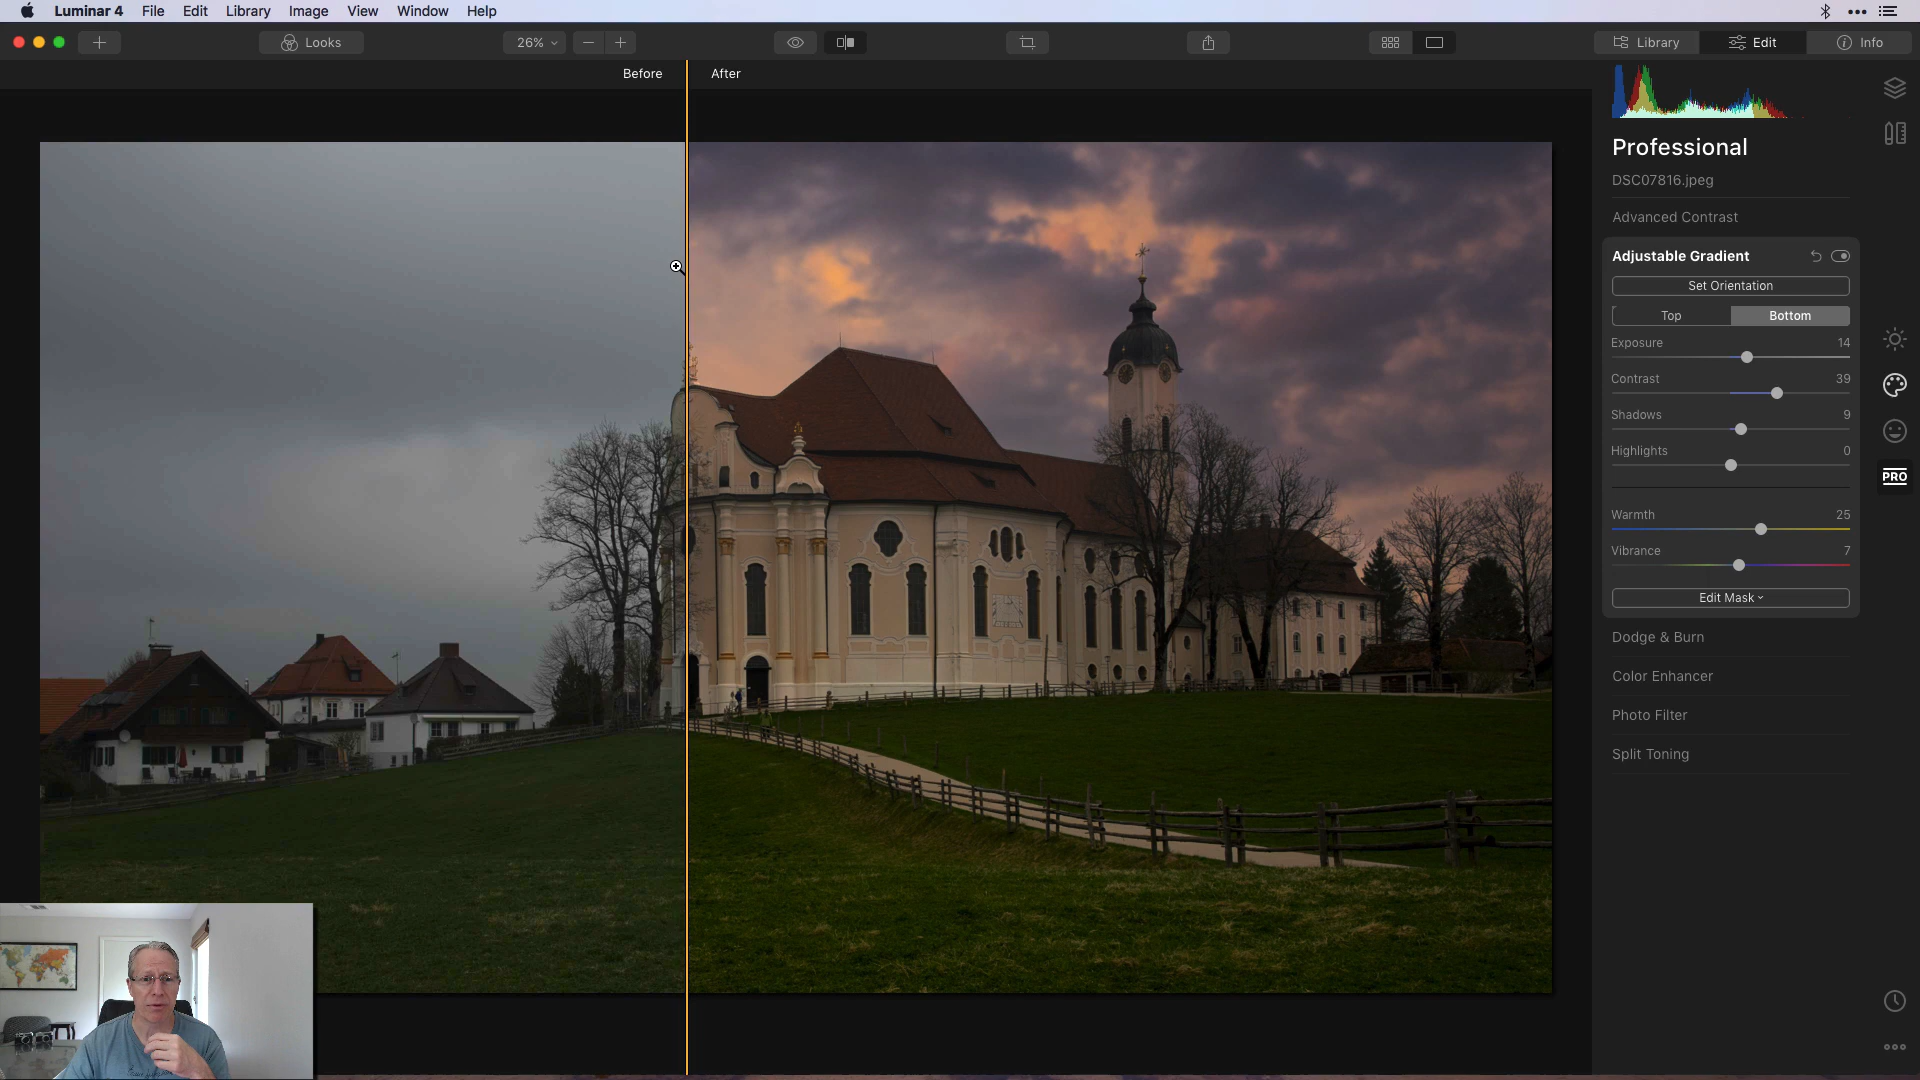 Luminar 4 File Edit Library Image View Window Help
Looks 26% Library Edit Info
Before After
Professional
DSC07816.jpeg
Advanced Contrast
Adjustable Gradient
Set Orientation
Top Bottom
Exposure 14
Contrast 39
Shadows 9
Highlights 0
Warmth 25
Vibrance 7
Edit Mask
Dodge & Burn
Color Enhancer
Photo Filter
Split Toning
PRO